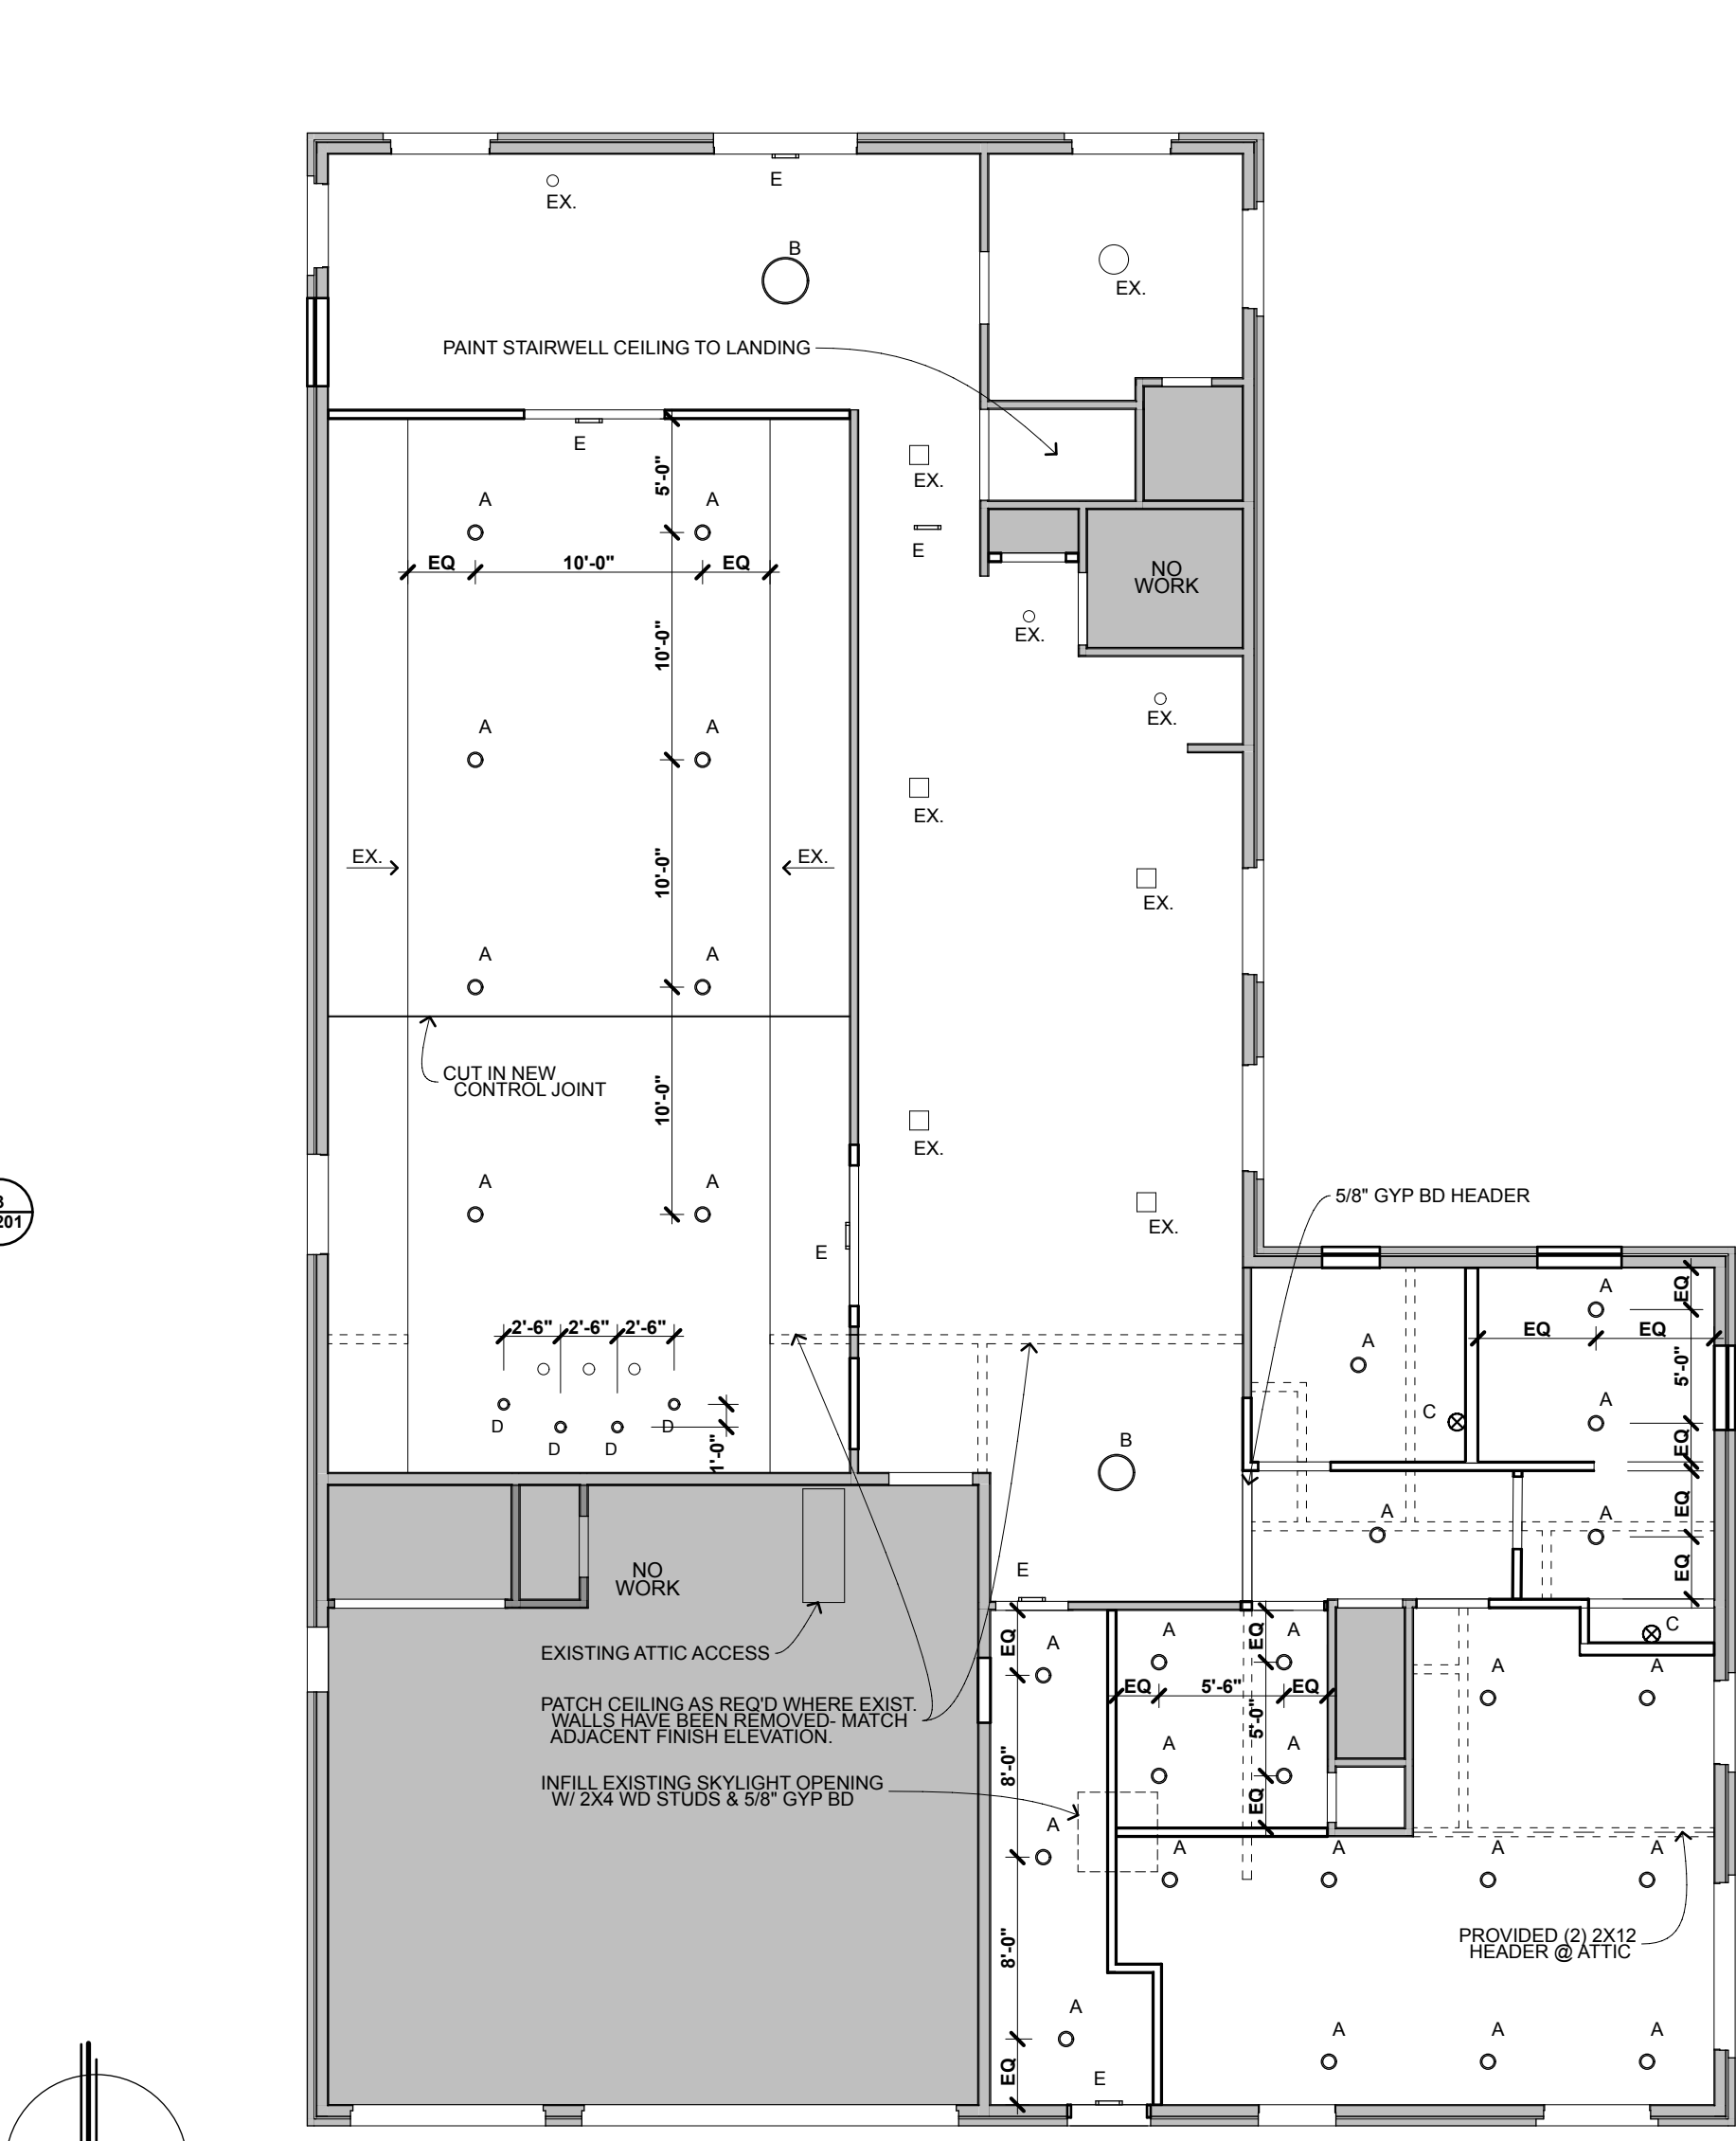 E
EX.
B
EX.
PAINT STAIRWELL CEILING TO LANDING
E
5'-0"
EX.
A
A
E
EQ
10'-0"
EQ
NO
WORK
EX.
10'-0"
EX.
A
A
EX.
EX.
EX.
10'-0"
EX.
A
A
CUT IN NEW
CONTROL JOINT
10'-0"
EX.
A
A
5/8" GYP BD HEADER
201
EX.
E
A
EQ
2'-6"
2'-6"
2'-6"
EQ
EQ
A
5'-0"
A
C
D
D
D
D
1'-0"
B
EQ
A
A
EQ
NO
WORK
E
EQ
EXISTING ATTIC ACCESS
EQ
A
A
EQ
A
C
A
A
EQ
5'-6"
EQ
PATCH CEILING AS REQ'D WHERE EXIST.
WALLS HAVE BEEN REMOVED- MATCH
ADJACENT FINISH ELEVATION.
5'-0"
A
A
8'-0"
INFILL EXISTING SKYLIGHT OPENING
W/ 2X4 WD STUDS & 5/8" GYP BD
EQ
A
A
A
A
A
PROVIDED (2) 2X12
HEADER @ ATTIC
8'-0"
A
A
A
A
EQ
E